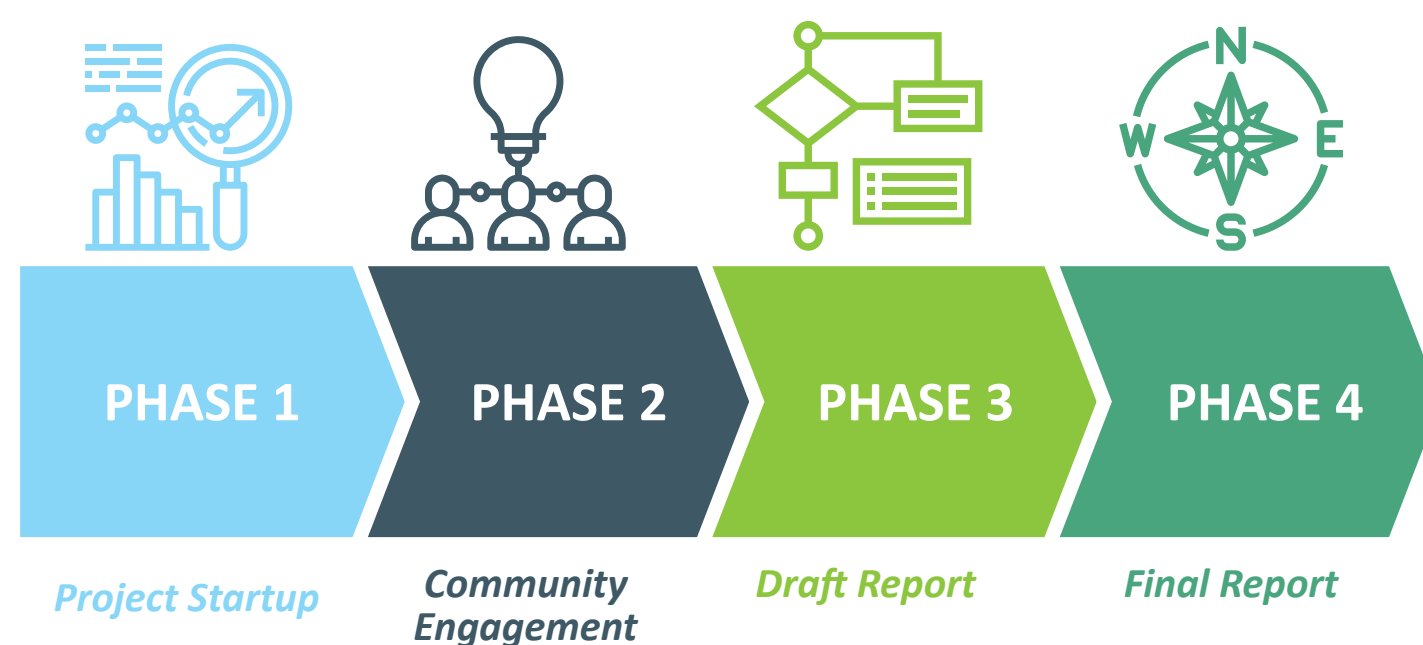 N
W
E
S
PHASE 1
PHASE 2
PHASE 3
PHASE 4
Project Startup
Community
Engagement
Draft Report
Final Report